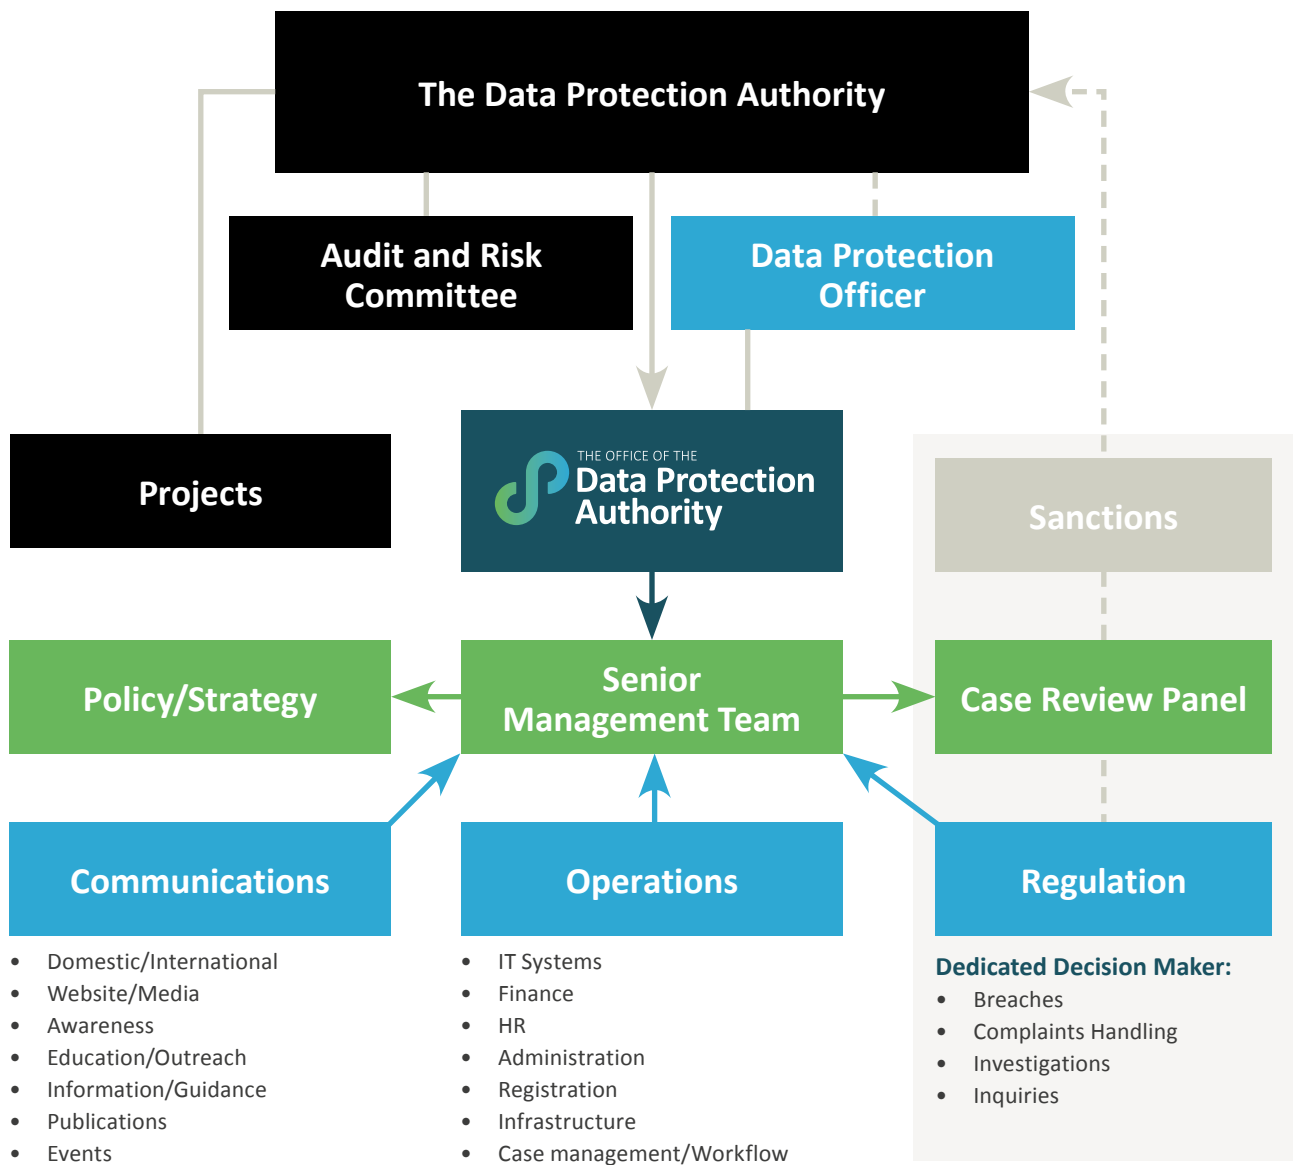 The Data Protection Authority
Audit and Risk
Committee
Data Protection
Officer
Projects
THE OFFICE OF THE
Data Protection
Authority
Sanctions
Policy/Strategy
Senior
Management Team
Case Review Panel
Communications
Operations
Regulation
• Domestic/International
• Website/Media
• Awareness
• Education/Outreach
• Information/Guidance
• Publications
• Events
• IT Systems
• Finance
• HR
• Administration
• Registration
• Infrastructure
• Case management/Workflow
Dedicated Decision Maker:
• Breaches
• Complaints Handling
• Investigations
• Inquiries